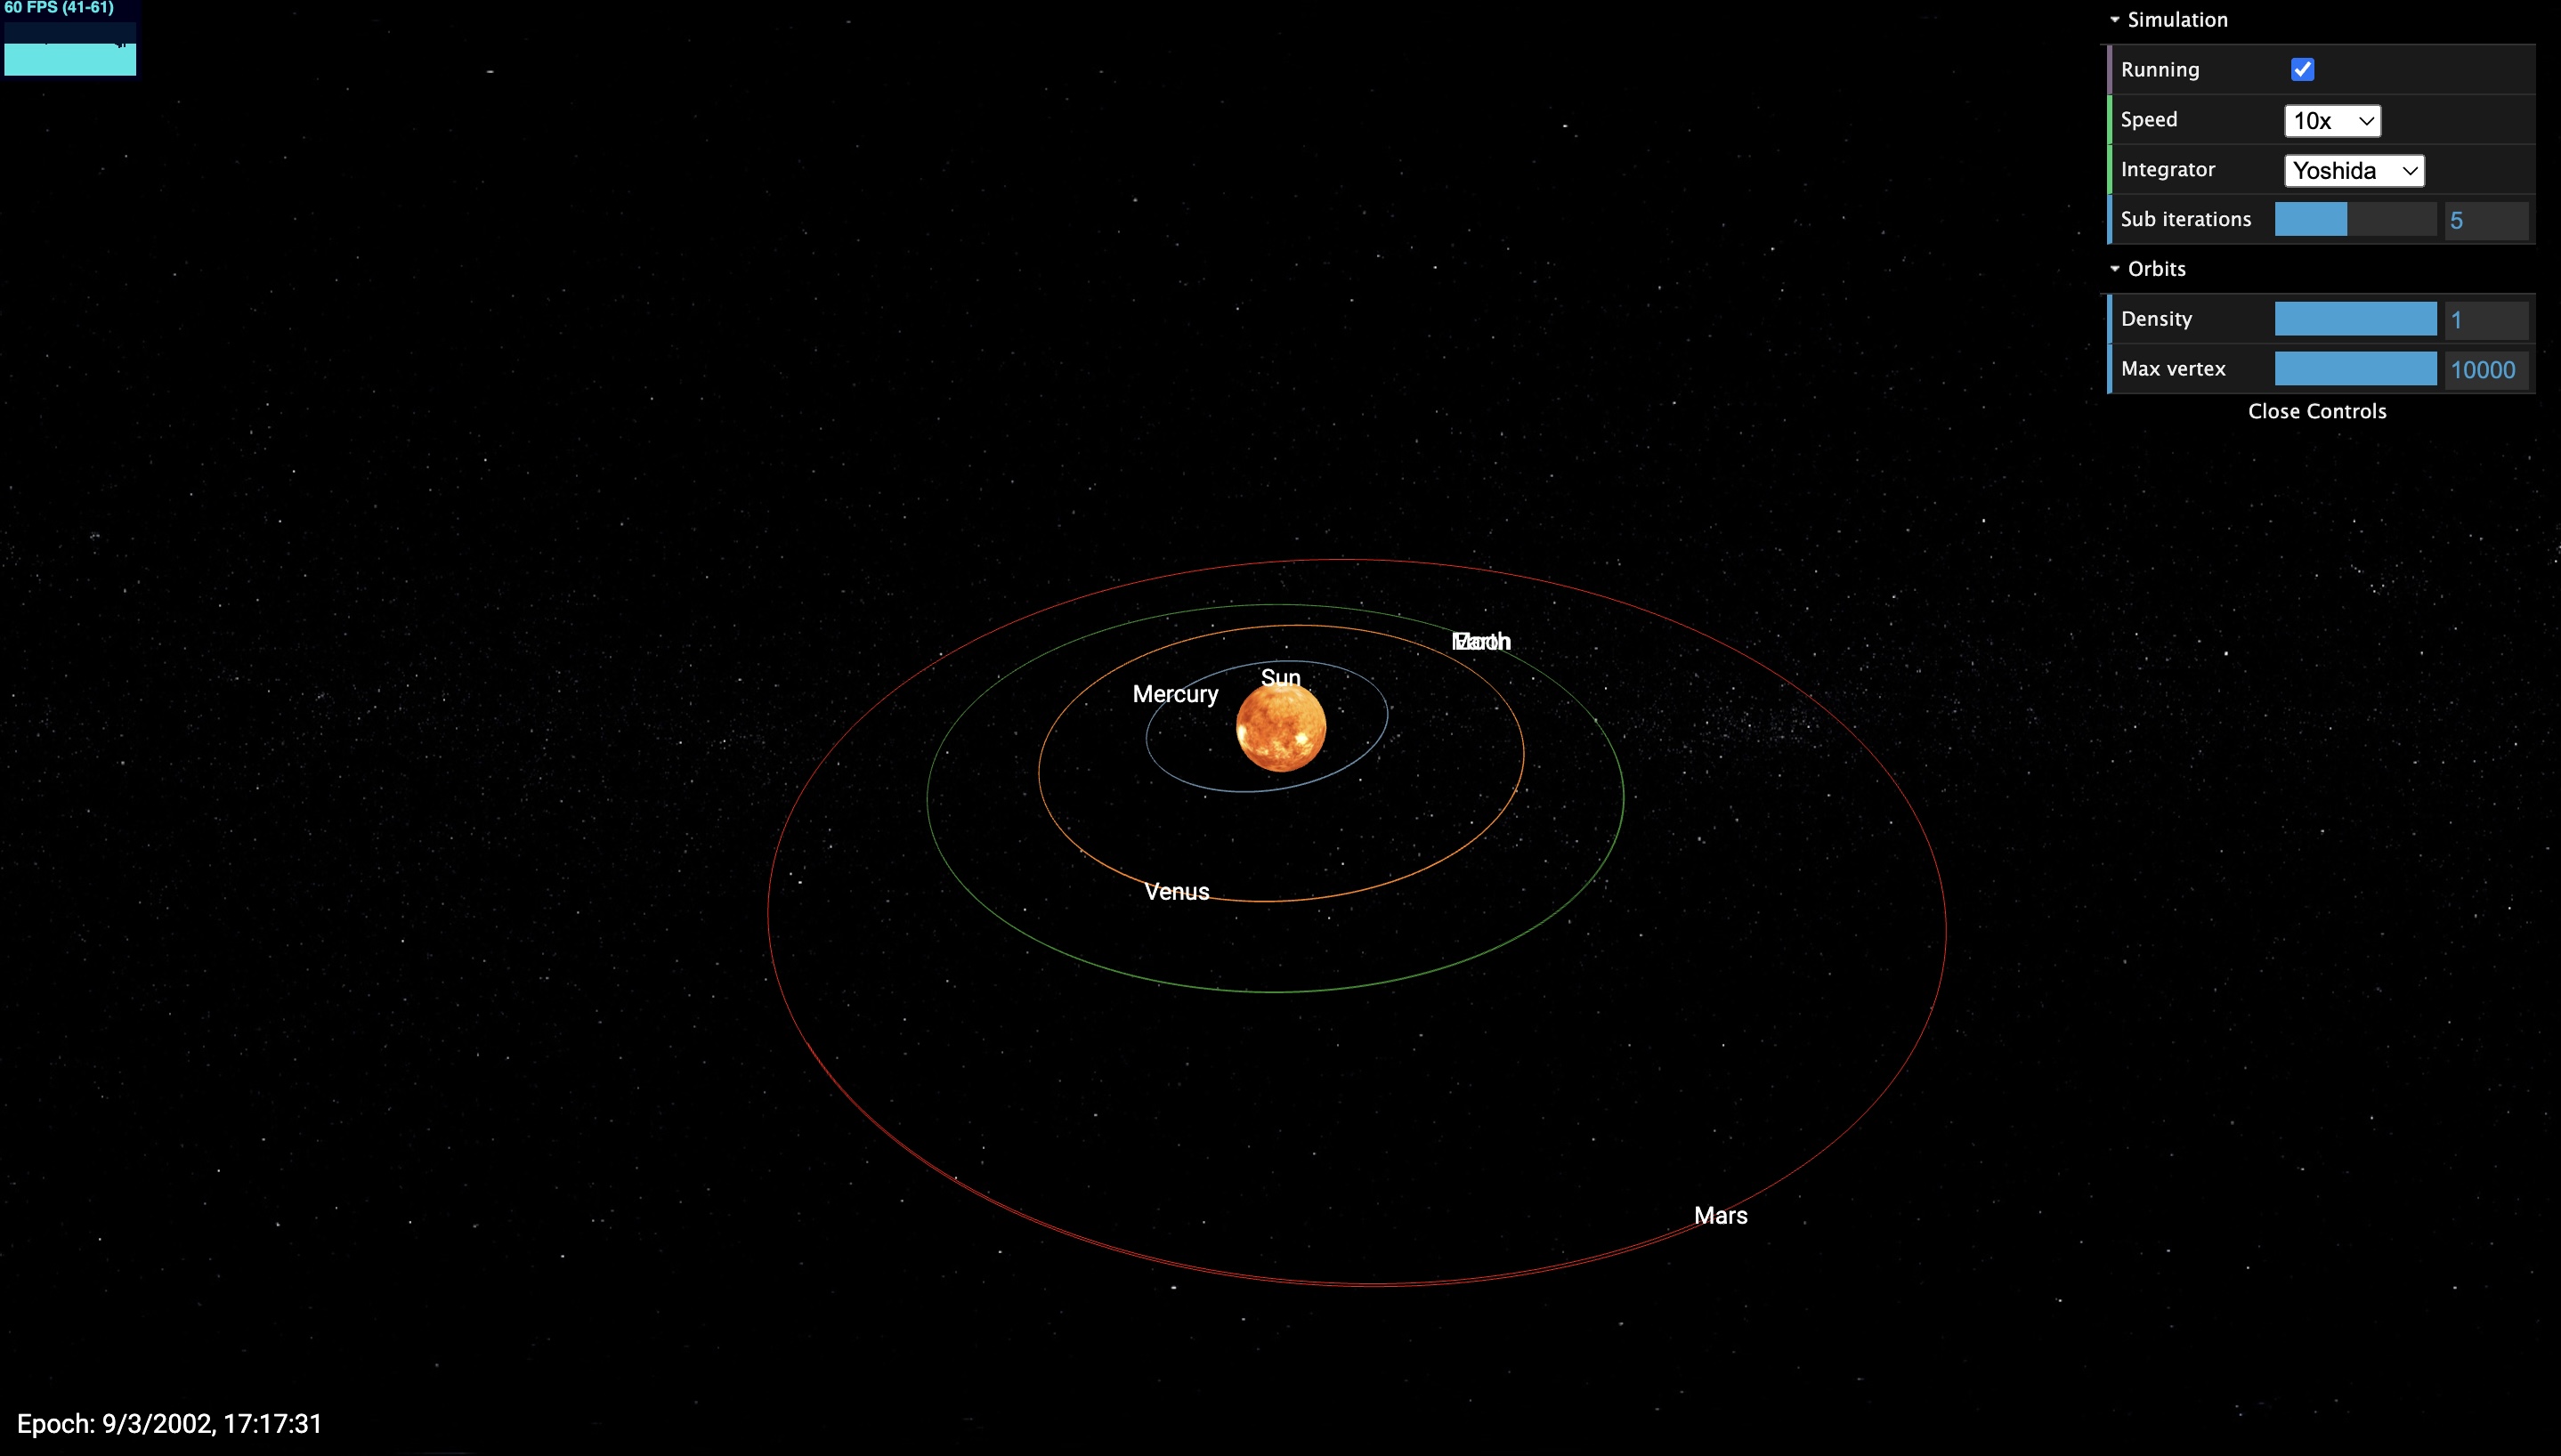 60 FPS (41-61)
Simulation
Running
Speed
10x
Integrator
Yoshida
Sub iterations
5
Orbits
Density
1
Max vertex
10000
Close Controls
Earth
Moon
Sun
Mercury
Venus
Mars
Epoch: 9/3/2002, 17:17:31